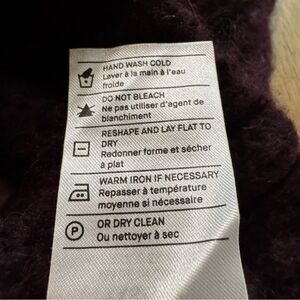 HAND WASH COLD
Laver à la main à l'eau
froide
DO NOT BLEACH
Ne pas utiliser d'agent de
blanchiment
RESHAPE AND LAY FLAT TO
DRY
Redonner forme et sécher
à plat
WARM IRON IF NECESSARY
Repasser à température
moyenne si nécessaire
P
OR DRY CLEAN
Ou nettoyer à sec